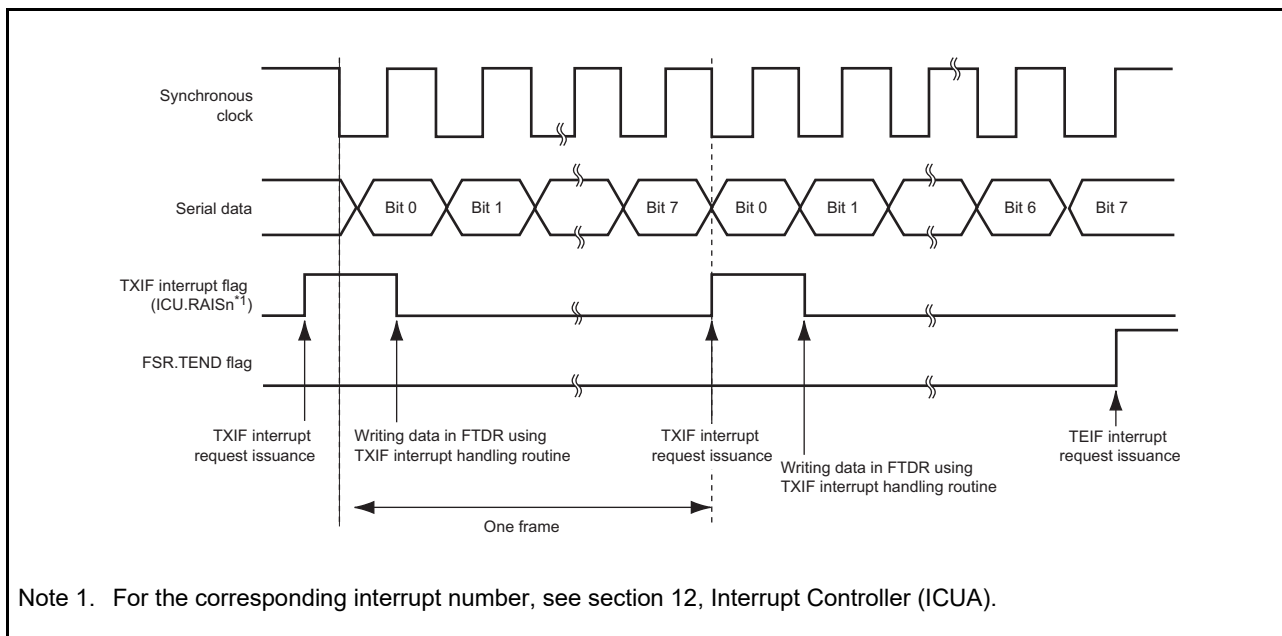 Synchronous
clock
Serial data
Bit 0
Bit 1
Bit 7
Bit 0
Bit 1
Bit 6
Bit 7
TXIF interrupt flag
(ICU.RAISn*1)
FSR.TEND flag
TXIF interrupt
request issuance
Writing data in FTDR using
TXIF interrupt handling routine
TXIF interrupt
request issuance
Writing data in FTDR using
TXIF interrupt handling routine
TEIF interrupt
request issuance
One frame
Note 1. For the corresponding interrupt number, see section 12, Interrupt Controller (ICUA).